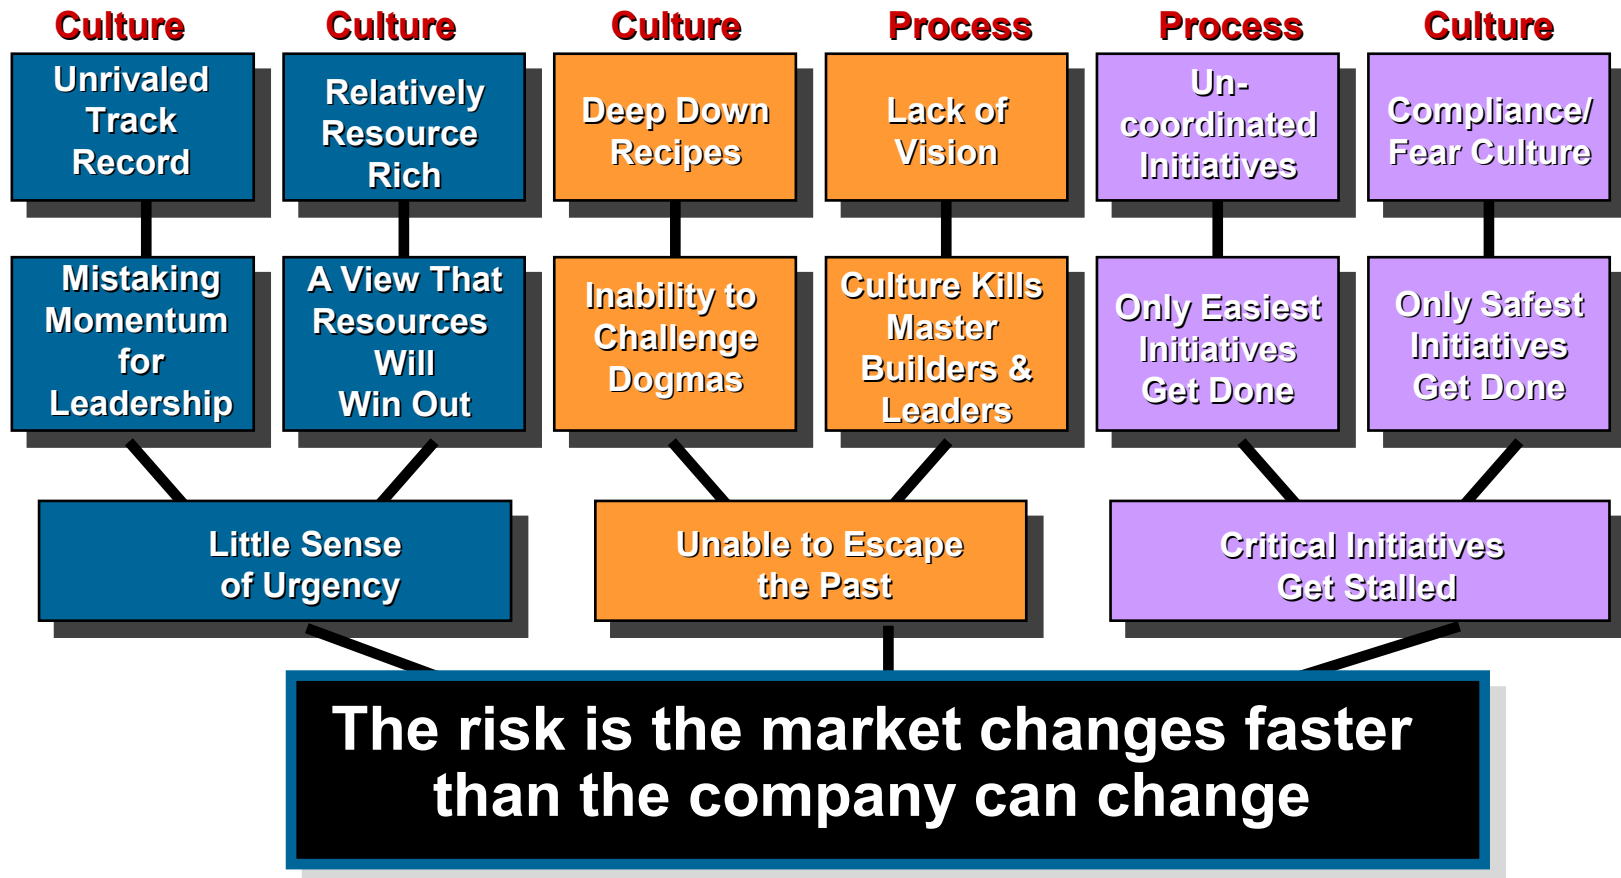 Culture
Culture
Culture
Process
Process
Culture
Unrivaled
Track
Record
Relatively
Resource
Rich
Deep Down
Recipes
Lack of
Vision
Un-
coordinated
Initiatives
Compliance/
Fear Culture
Mistaking
Momentum
for
Leadership
A View That
Resources
Will
Win Out
Inability to
Challenge
Dogmas
Culture Kills
Master
Builders &
Leaders
Only Easiest
Initiatives
Get Done
Only Safest
Initiatives
Get Done
Little Sense
of Urgency
Unable to Escape
the Past
Critical Initiatives
Get Stalled
The risk is the market changes faster
than the company can change